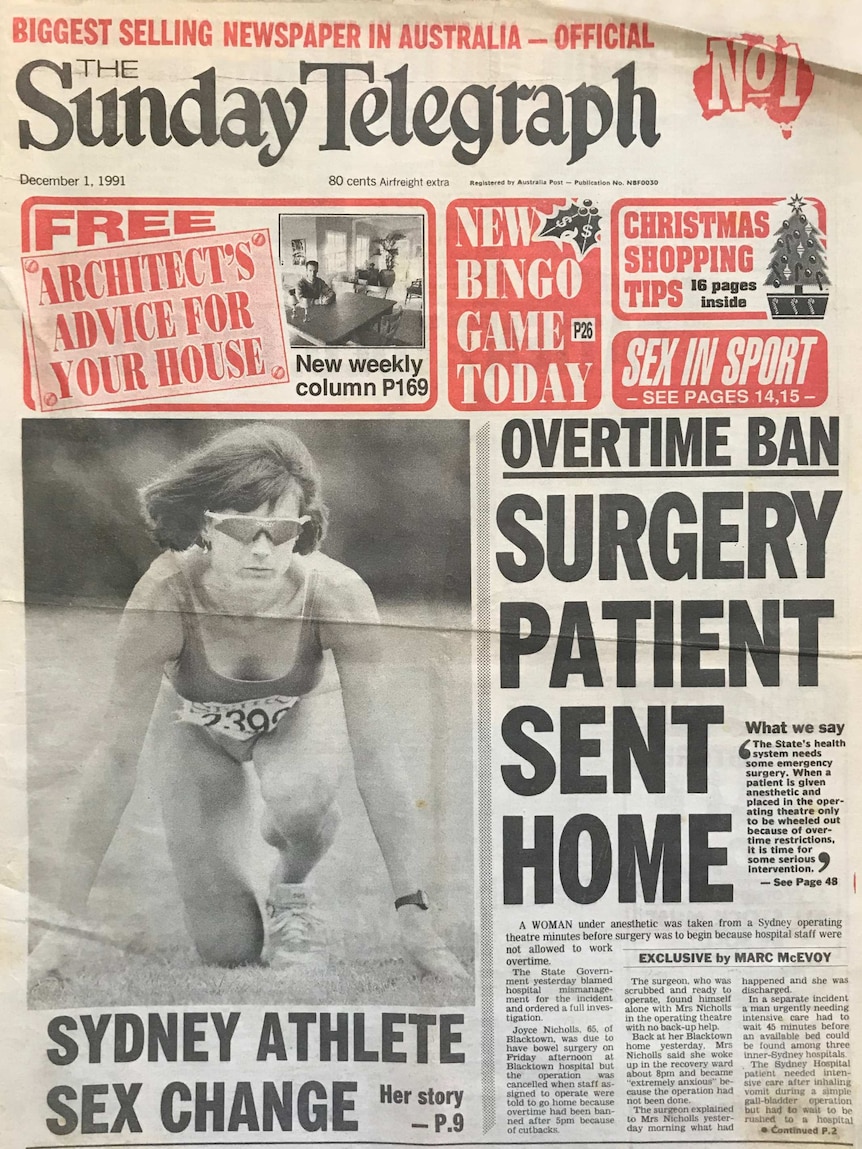 BIGGEST SELLING NEWSPAPER IN AUSTRALIA — OFFICIAL
No1
THE
Sunday Telegraph
December 1, 1991
80 cents Airfreight extra
Registered by Australia Post — Publication No. NBF0030
FREE
ARCHITECT'S
ADVICE FOR
YOUR HOUSE
New weekly
column P169
NEW
BINGO
GAME P26
TODAY
CHRISTMAS
SHOPPING
TIPS 16 pages
inside
SEX IN SPORT
– SEE PAGES 14,15 –
2399
SYDNEY ATHLETE
SEX CHANGE
Her story
— P.9
OVERTIME BAN
SURGERY
PATIENT
SENT
HOME
What we say
‘The State's health
system needs
some emergency
surgery. When a
patient is given
anesthetic and
placed in the oper-
ating theatre only
to be wheeled out
because of over-
time restrictions,
it is time for
some serious
intervention.’
— See Page 48
A WOMAN under anesthetic was taken from a Sydney operating
theatre minutes before surgery was to begin because hospital staff were
not allowed to work
overtime.
The State Govern-
ment yesterday blamed
hospital mismanage-
ment for the incident
and ordered a full inves-
tigation.
Joyce Nicholls, 65, of
Blacktown, was due to
have bowel surgery on
Friday afternoon at
Blacktown hospital but
the operation was
cancelled when staff as-
signed to operate were
told to go home because
overtime had been ban-
ned after 5pm because
of cutbacks.
EXCLUSIVE by MARC McEVOY
The surgeon, who was
scrubbed and ready to
operate, found himself
alone with Mrs Nicholls
in the operating theatre
with no back-up help.
Back at her Blacktown
home yesterday, Mrs
Nicholls said she woke
up in the recovery ward
about 8pm and became
"extremely anxious" be-
cause the operation had
not been done.
The surgeon explained
to Mrs Nicholls yester-
day morning what had
happened and she was
discharged.
In a separate incident
a man urgently needing
intensive care had to
wait 45 minutes before
an available bed could
be found among three
inner-Sydney hospitals.
The Sydney Hospital
patient needed inten-
sive care after inhaling
vomit during a simple
gall-bladder operation
but had to wait to be
rushed to a hospital
● Continued P.2